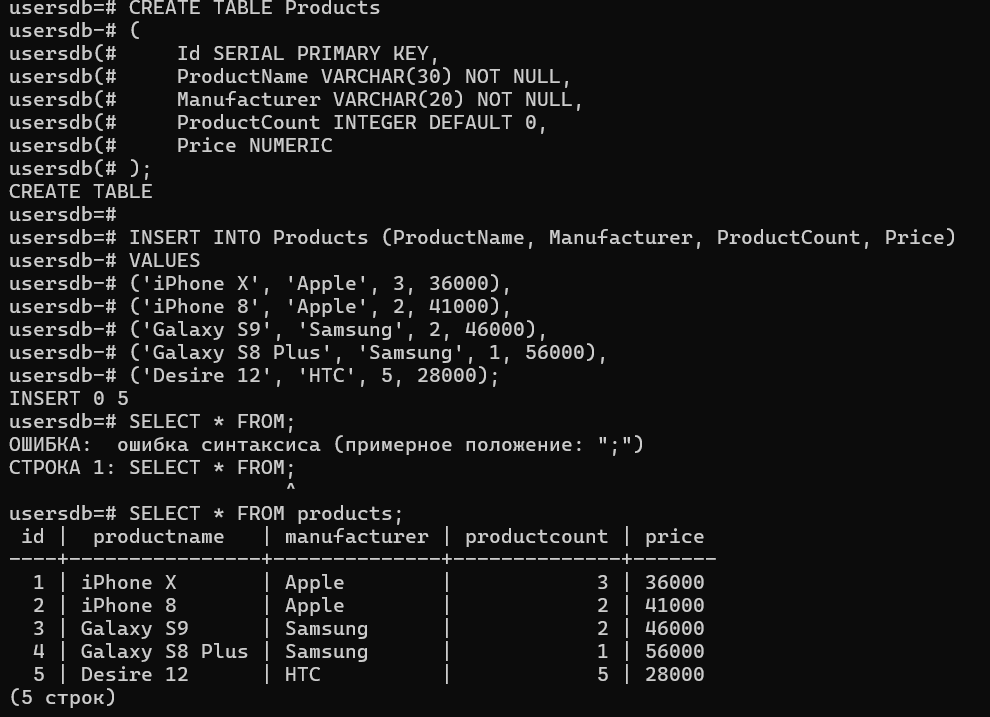 usersdb=# CREATE TABLE Products
usersdb-# (
usersdb(#     Id SERIAL PRIMARY KEY,
usersdb(#     ProductName VARCHAR(30) NOT NULL,
usersdb(#     Manufacturer VARCHAR(20) NOT NULL,
usersdb(#     ProductCount INTEGER DEFAULT 0,
usersdb(#     Price NUMERIC
usersdb(# );
CREATE TABLE
usersdb=#
usersdb=# INSERT INTO Products (ProductName, Manufacturer, ProductCount, Price)
usersdb-# VALUES
usersdb-# ('iPhone X', 'Apple', 3, 36000),
usersdb-# ('iPhone 8', 'Apple', 2, 41000),
usersdb-# ('Galaxy S9', 'Samsung', 2, 46000),
usersdb-# ('Galaxy S8 Plus', 'Samsung', 1, 56000),
usersdb-# ('Desire 12', 'HTC', 5, 28000);
INSERT 0 5
usersdb=# SELECT * FROM;
ОШИБКА:  ошибка синтаксиса (примерное положение: ";")
СТРОКА 1: SELECT * FROM;
                       ^
usersdb=# SELECT * FROM products;
 id |  productname   | manufacturer | productcount | price
----+----------------+--------------+--------------+-------
  1 | iPhone X       | Apple        |            3 | 36000
  2 | iPhone 8       | Apple        |            2 | 41000
  3 | Galaxy S9      | Samsung      |            2 | 46000
  4 | Galaxy S8 Plus | Samsung      |            1 | 56000
  5 | Desire 12      | HTC          |            5 | 28000
(5 строк)